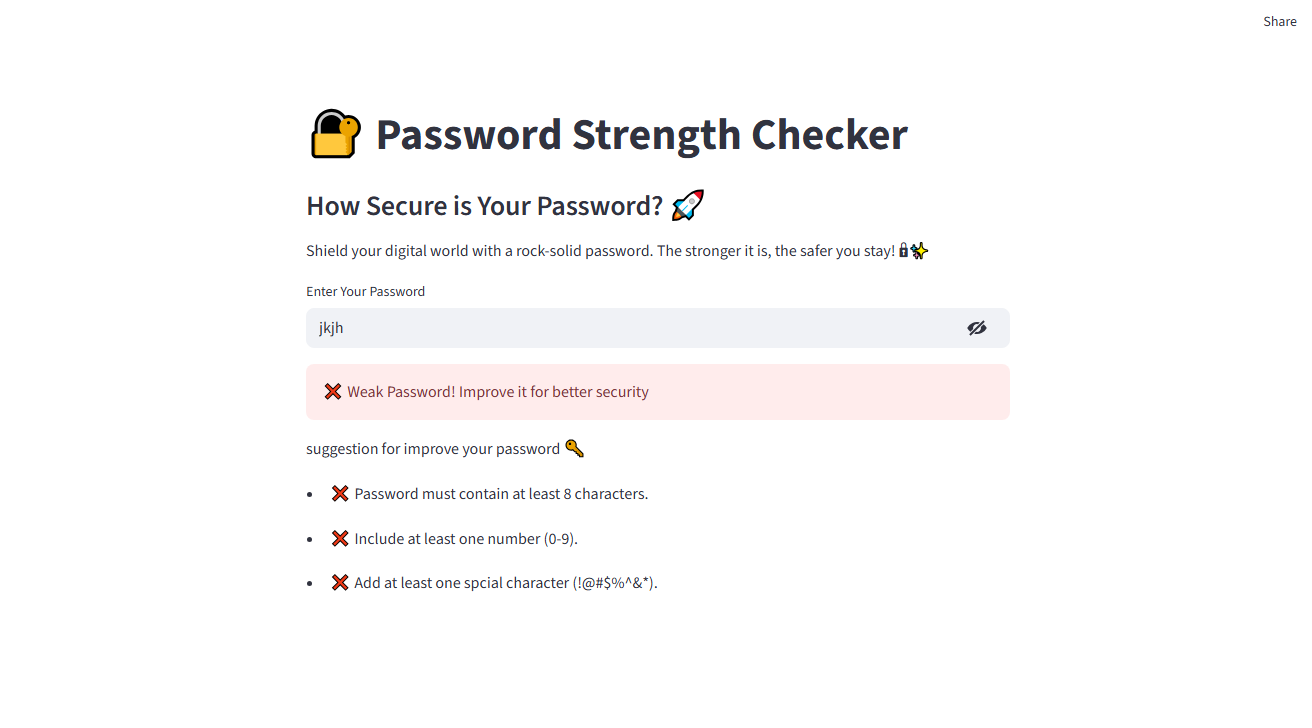 Share
🔐 Password Strength Checker
How Secure is Your Password? 🚀
Shield your digital world with a rock-solid password. The stronger it is, the safer you stay! 🔒✨
Enter Your Password
jkjh
❌ Weak Password! Improve it for better security
suggestion for improve your password 🔑
• ❌ Password must contain at least 8 characters.
• ❌ Include at least one number (0-9).
• ❌ Add at least one spcial character (!@#$%^&*).